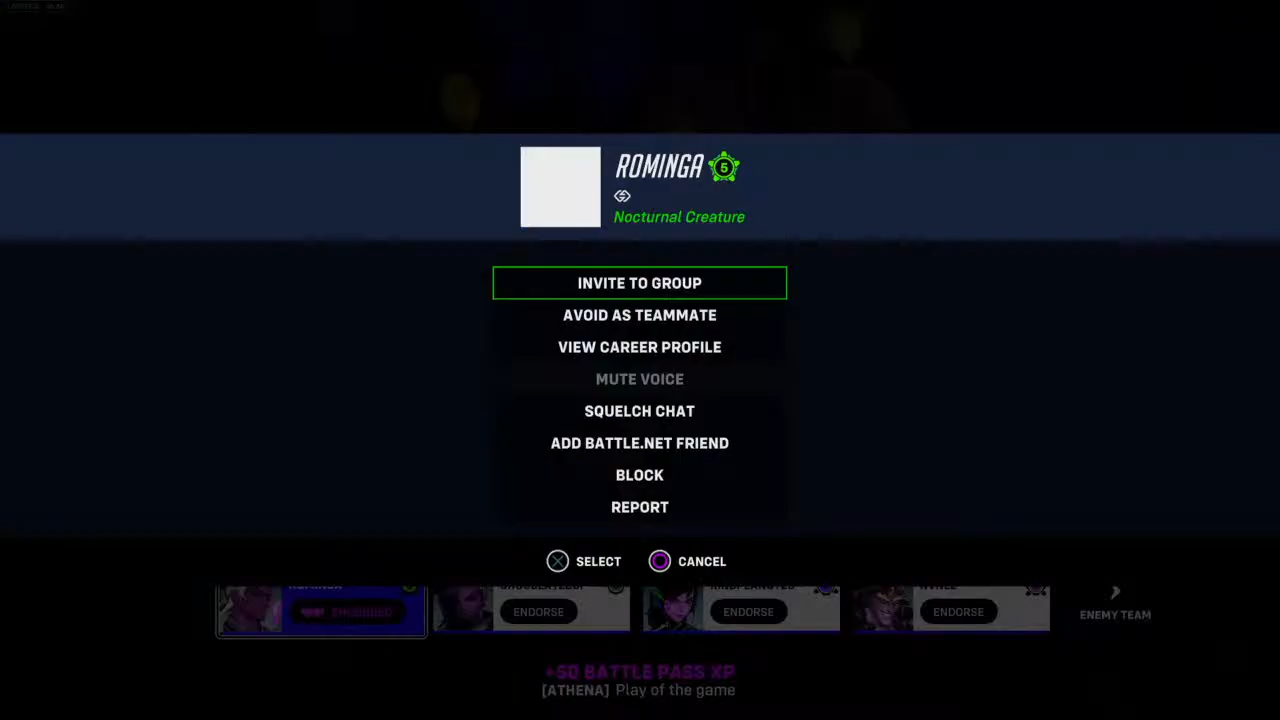 ROMINGA 5
Nocturnal Creature
INVITE TO GROUP
AVOID AS TEAMMATE
VIEW CAREER PROFILE
MUTE VOICE
SQUELCH CHAT
ADD BATTLE.NET FRIEND
BLOCK
REPORT
SELECT CANCEL
ROMINGA
ENDORSED ENDORSE ENDORSE ENDORSE
ENEMY TEAM
+50 BATTLE PASS XP
[ATHENA] Play of the game